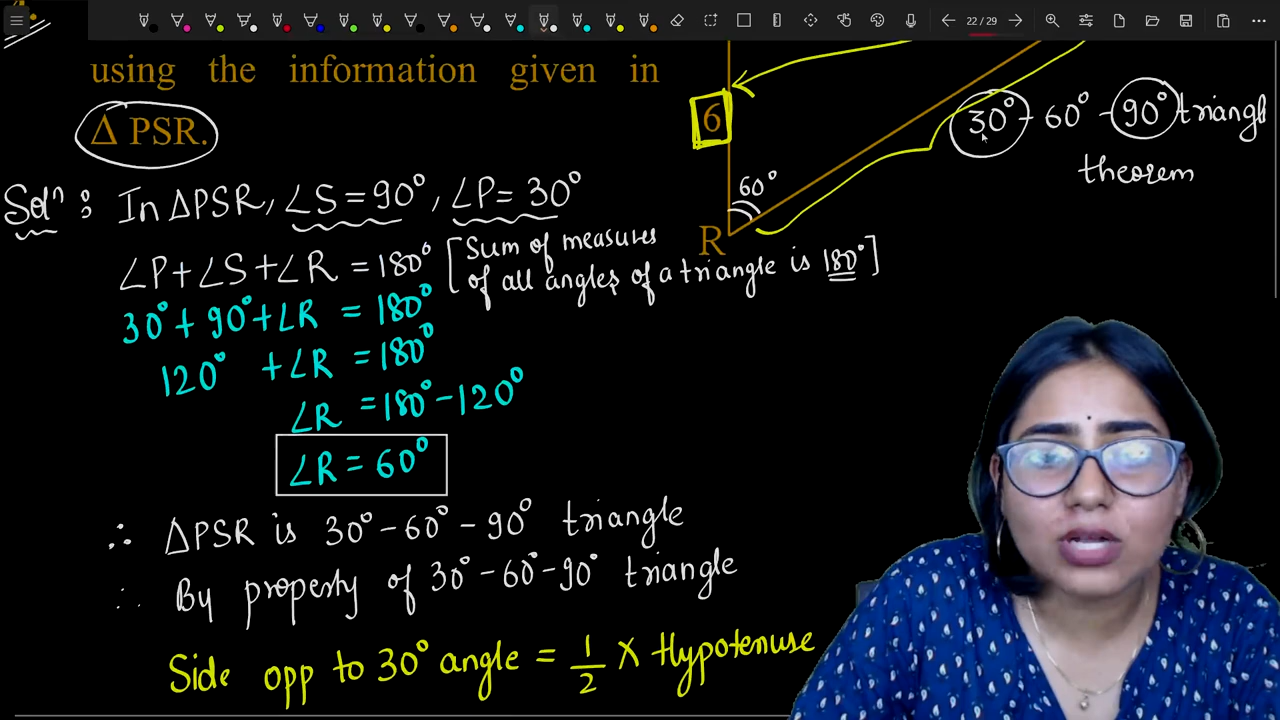 22 / 29
using the information given in
Δ PSR.
6
60°
R
30° - 60° - 90° triangle
theorem
Solⁿ : In ΔPSR, ∠S = 90°, ∠P = 30°
∠P + ∠S + ∠R = 180° [Sum of measures
of all angles of a triangle is 180°]
30° + 90° + ∠R = 180°
120° + ∠R = 180°
∠R = 180° - 120°
∠R = 60°
∴ ΔPSR is 30° - 60° - 90° triangle
∴ By property of 30° - 60° - 90° triangle
Side opp to 30° angle = 1/2 × Hypotenuse